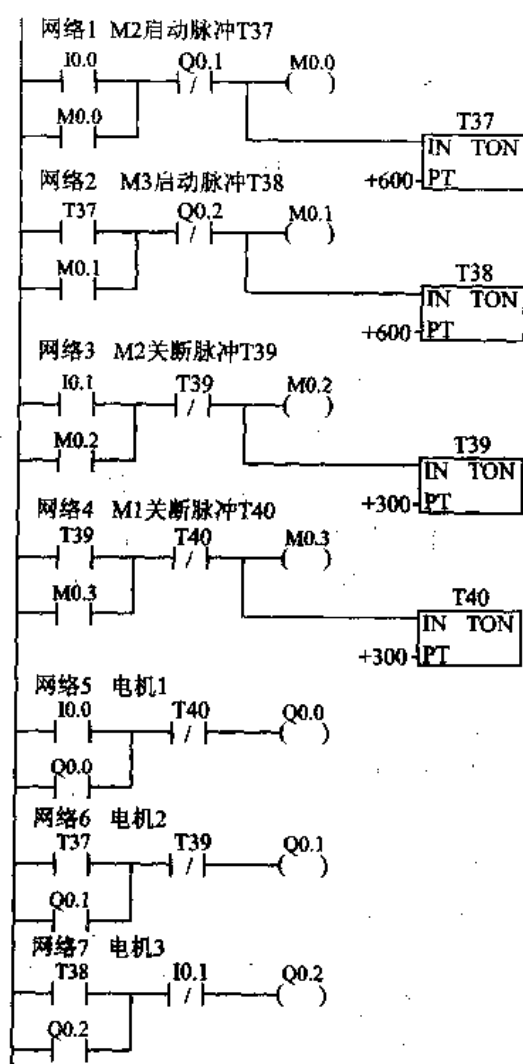 网络1 M2启动脉冲T37
I0.0 Q0.1 M0.0
M0.0
T37
IN TON
+600 PT
网络2 M3启动脉冲T38
T37 Q0.2 M0.1
M0.1
T38
IN TON
+600 PT
网络3 M2关断脉冲T39
I0.1 T39 M0.2
M0.2
T39
IN TON
+300 PT
网络4 M1关断脉冲T40
T39 T40 M0.3
M0.3
T40
IN TON
+300 PT
网络5 电机1
I0.0 T40 Q0.0
Q0.0
网络6 电机2
T37 T39 Q0.1
Q0.1
网络7 电机3
T38 I0.1 Q0.2
Q0.2